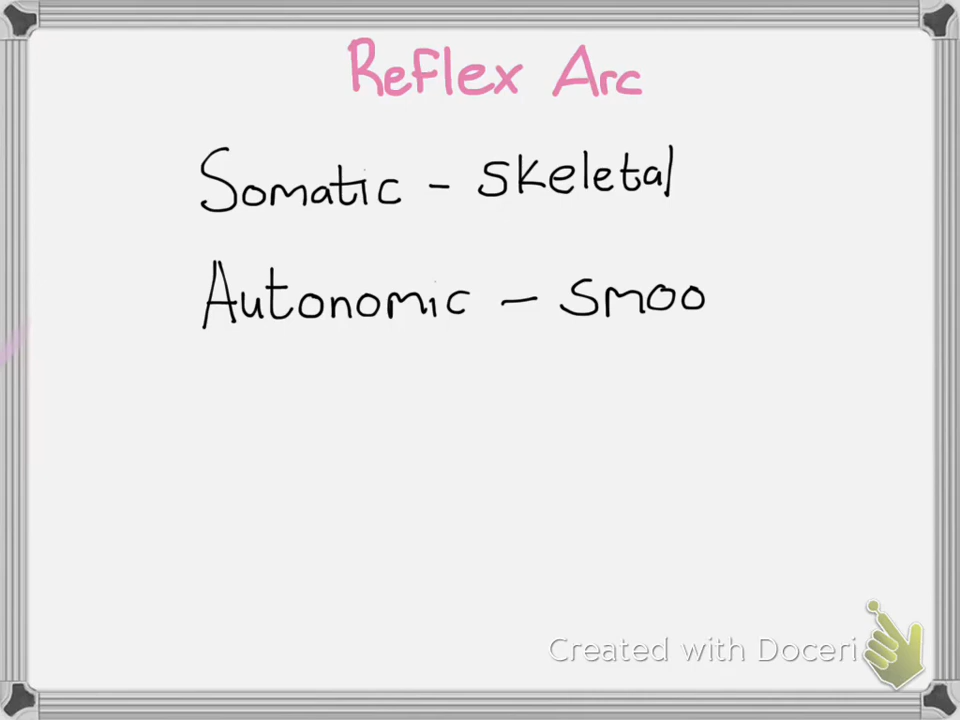 Reflex Arc
Somatic - skeletal
Autonomic - smoo
Created with Doceri